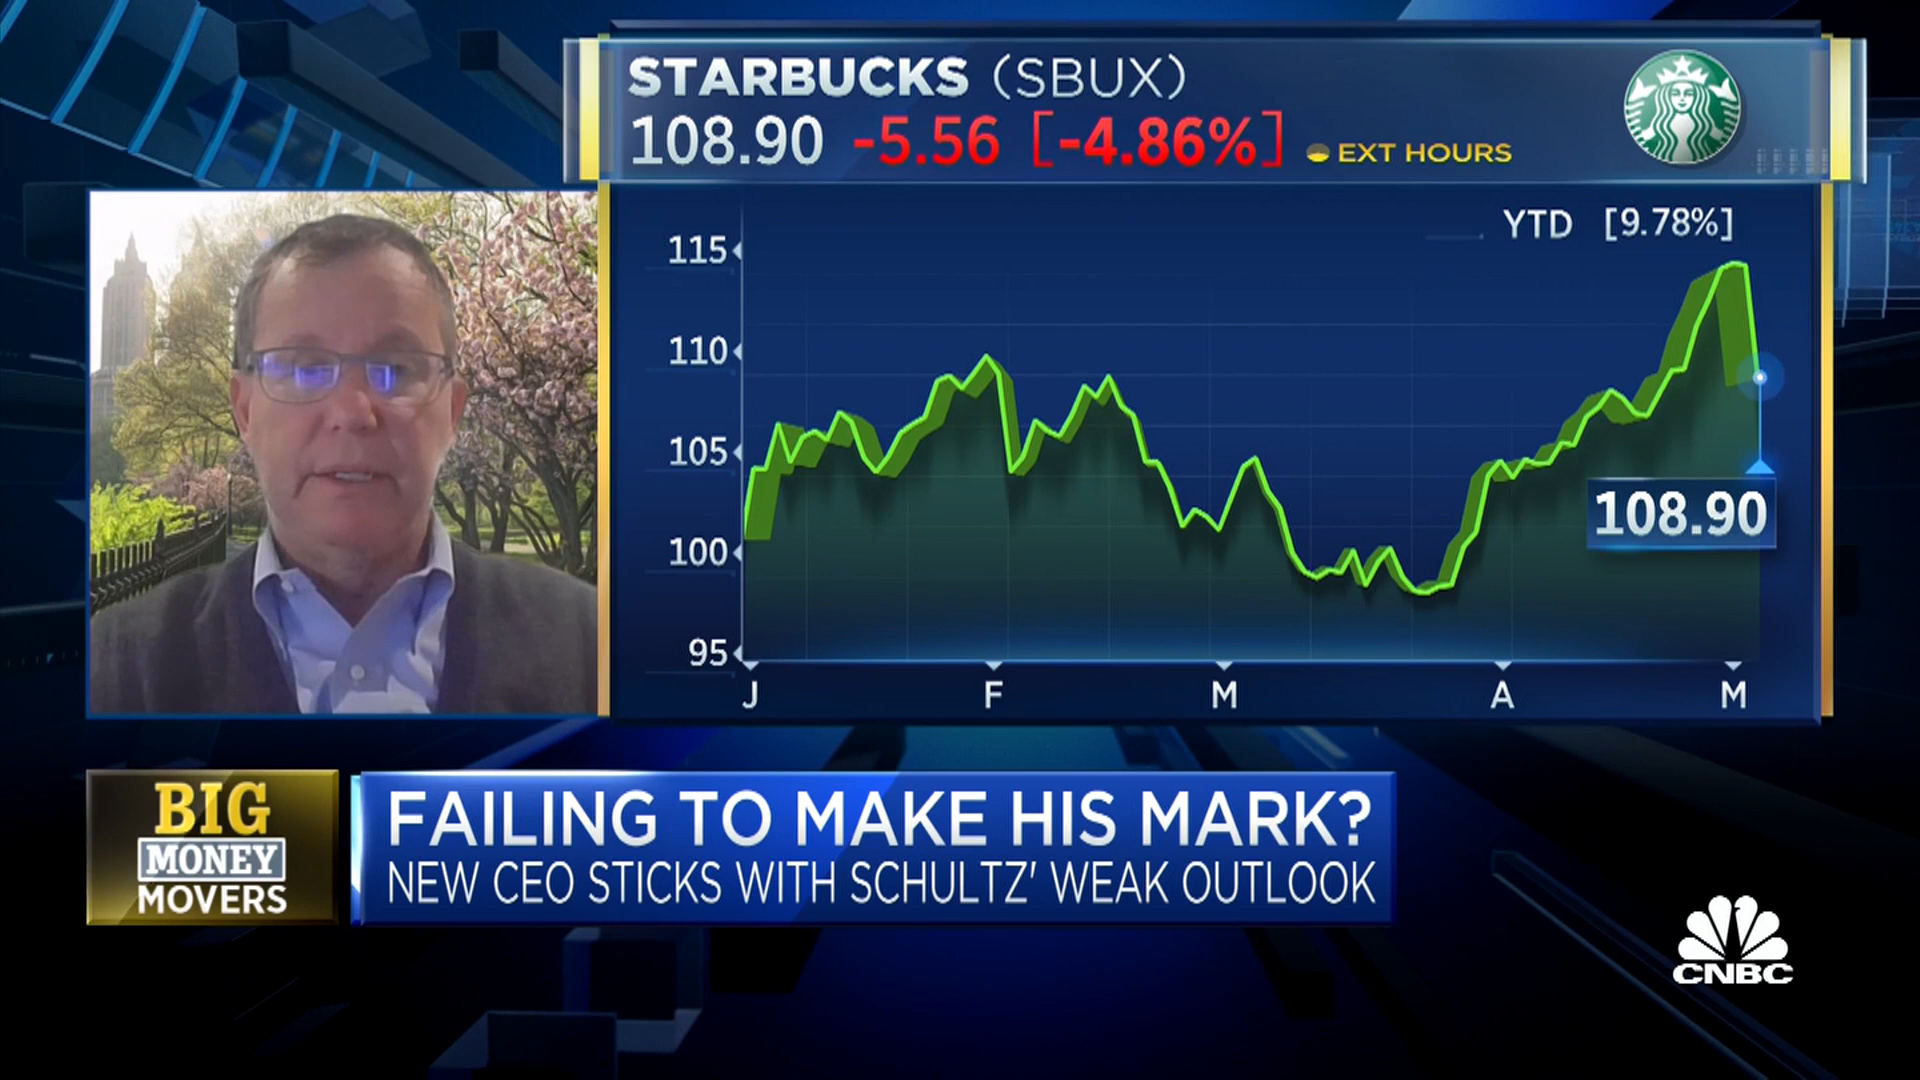 STARBUCKS (SBUX)
108.90 -5.56 [-4.86%] EXT HOURS
YTD [9.78%]
115
110
105
100
95
108.90
J F M A M
BIG
MONEY
MOVERS
FAILING TO MAKE HIS MARK?
NEW CEO STICKS WITH SCHULTZ' WEAK OUTLOOK
CNBC